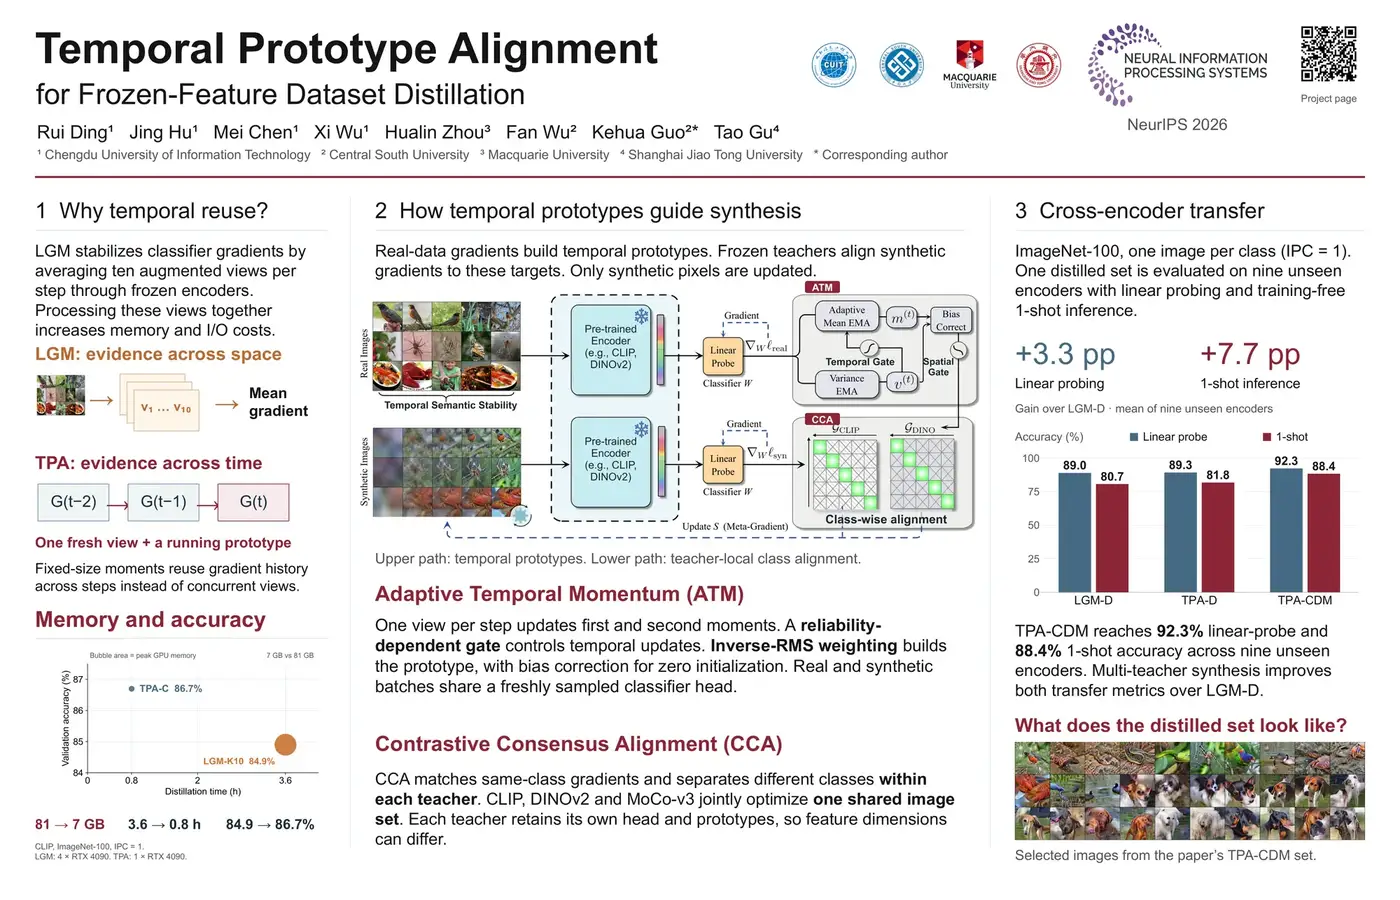 Temporal Prototype Alignment
for Frozen-Feature Dataset Distillation
Rui Ding¹ Jing Hu¹ Mei Chen¹ Xi Wu¹ Hualin Zhou³ Fan Wu² Kehua Guo²* Tao Gu⁴
¹ Chengdu University of Information Technology ² Central South University ³ Macquarie University ⁴ Shanghai Jiao Tong University * Corresponding author
CUIT
MACQUARIE
University
NEURAL INFORMATION
PROCESSING SYSTEMS
NeurIPS 2026
Project page
1 Why temporal reuse?
LGM stabilizes classifier gradients by
averaging ten augmented views per
step through frozen encoders.
Processing these views together
increases memory and I/O costs.
LGM: evidence across space
V₁ ... V₁₀
Mean
gradient
TPA: evidence across time
G(t−2)
G(t−1)
G(t)
One fresh view + a running prototype
Fixed-size moments reuse gradient history
across steps instead of concurrent views.
Memory and accuracy
Bubble area = peak GPU memory
7 GB vs 81 GB
Validation accuracy (%)
87
86
85
84
TPA-C 86.7%
LGM-K10 84.9%
0 0.8 2 3.6
Distillation time (h)
81 → 7 GB 3.6 → 0.8 h 84.9 → 86.7%
CLIP, ImageNet-100, IPC = 1.
LGM: 4 × RTX 4090. TPA: 1 × RTX 4090.
2 How temporal prototypes guide synthesis
Real-data gradients build temporal prototypes. Frozen teachers align synthetic
gradients to these targets. Only synthetic pixels are updated.
Real Images
Temporal Semantic Stability
Pre-trained
Encoder
(e.g., CLIP,
DINOv2)
Gradient
Linear
Probe
Classifier W
∇_W ℓ_real
ATM
Adaptive
Mean EMA
m^(t)
Bias
Correct
Temporal Gate
Spatial
Gate
Variance
EMA
v^(t)
Synthetic Images
Pre-trained
Encoder
(e.g., CLIP,
DINOv2)
Gradient
Linear
Probe
Classifier W
∇_W ℓ_syn
CCA
𝒢_CLIP
𝒢_DINO
Class-wise alignment
Update S (Meta-Gradient)
Upper path: temporal prototypes. Lower path: teacher-local class alignment.
Adaptive Temporal Momentum (ATM)
One view per step updates first and second moments. A reliability-
dependent gate controls temporal updates. Inverse-RMS weighting builds
the prototype, with bias correction for zero initialization. Real and synthetic
batches share a freshly sampled classifier head.
Contrastive Consensus Alignment (CCA)
CCA matches same-class gradients and separates different classes within
each teacher. CLIP, DINOv2 and MoCo-v3 jointly optimize one shared image
set. Each teacher retains its own head and prototypes, so feature dimensions
can differ.
3 Cross-encoder transfer
ImageNet-100, one image per class (IPC = 1).
One distilled set is evaluated on nine unseen
encoders with linear probing and training-free
1-shot inference.
+3.3 pp
Linear probing
+7.7 pp
1-shot inference
Gain over LGM-D · mean of nine unseen encoders
Accuracy (%)
Linear probe
1-shot
100
75
50
25
0
89.0 80.7
89.3 81.8
92.3 88.4
LGM-D TPA-D TPA-CDM
TPA-CDM reaches 92.3% linear-probe and
88.4% 1-shot accuracy across nine unseen
encoders. Multi-teacher synthesis improves
both transfer metrics over LGM-D.
What does the distilled set look like?
Selected images from the paper's TPA-CDM set.